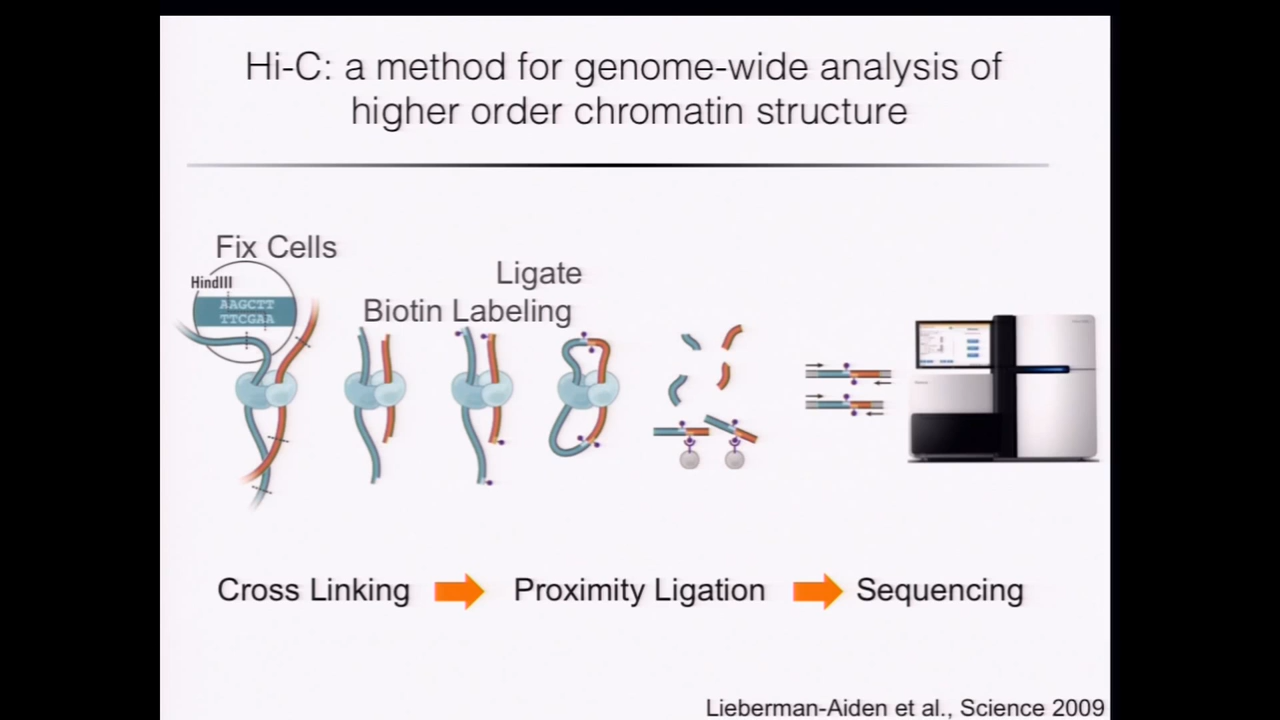 Hi-C: a method for genome-wide analysis of
higher order chromatin structure
Fix Cells
HindIII
AAGCTT
TTCGAA
Ligate
Biotin Labeling
Cross Linking
Proximity Ligation
Sequencing
Lieberman-Aiden et al., Science 2009